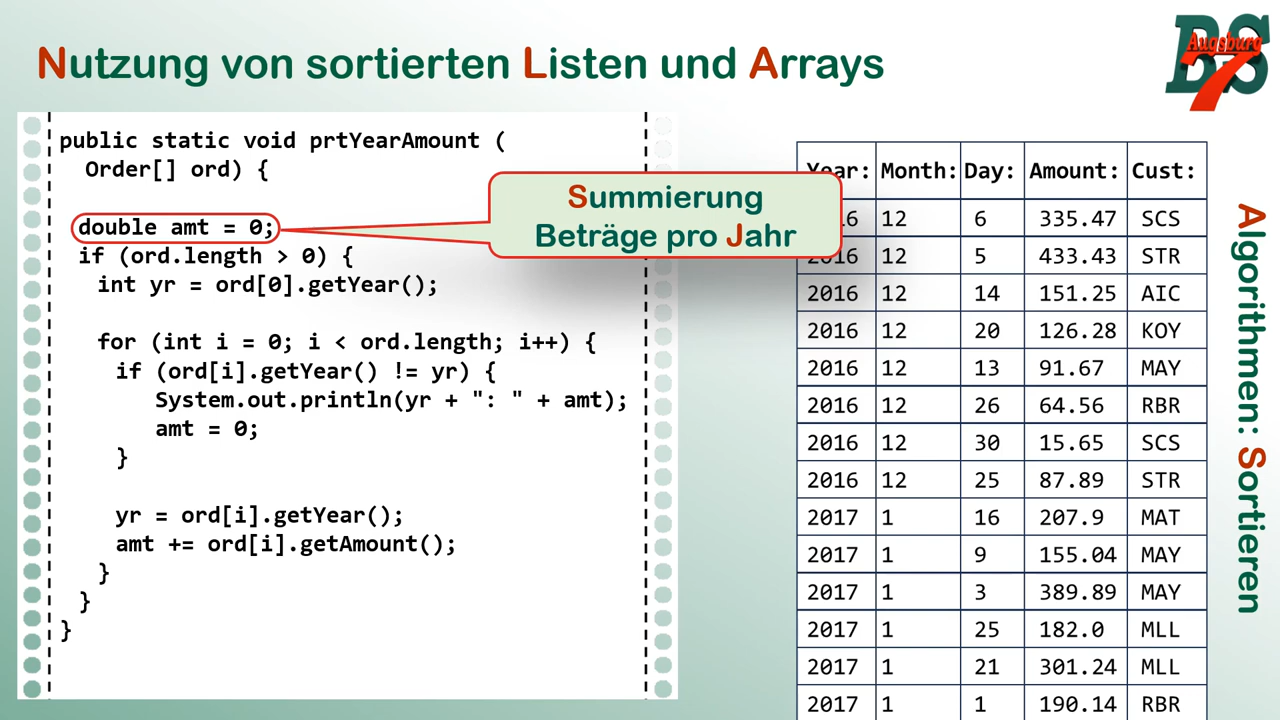 Nutzung von sortierten Listen und Arrays
BS
Augsburg
7
public static void prtYearAmount (
Order[] ord) {
double amt = 0;
if (ord.length > 0) {
int yr = ord[0].getYear();
for (int i = 0; i < ord.length; i++) {
if (ord[i].getYear() != yr) {
System.out.println(yr + ": " + amt);
amt = 0;
}
yr = ord[i].getYear();
amt += ord[i].getAmount();
}
}
}
Summierung
Beträge pro Jahr
Year: Month: Day: Amount: Cust:
2016 12 6 335.47 SCS
2016 12 5 433.43 STR
2016 12 14 151.25 AIC
2016 12 20 126.28 KOY
2016 12 13 91.67 MAY
2016 12 26 64.56 RBR
2016 12 30 15.65 SCS
2016 12 25 87.89 STR
2017 1 16 207.9 MAT
2017 1 9 155.04 MAY
2017 1 3 389.89 MAY
2017 1 25 182.0 MLL
2017 1 21 301.24 MLL
2017 1 1 190.14 RBR
Algorithmen: Sortieren